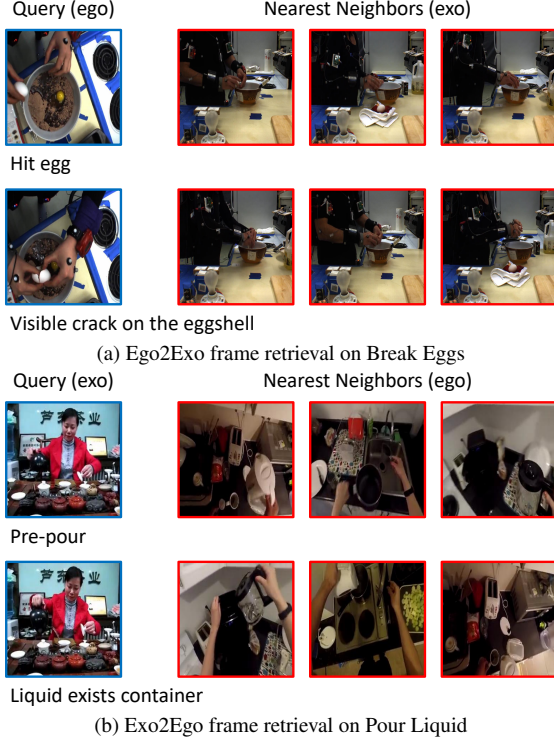 Query (ego) Nearest Neighbors (exo)
Hit egg
Visible crack on the eggshell
(a) Ego2Exo frame retrieval on Break Eggs
Query (exo) Nearest Neighbors (ego)
Pre-pour
Liquid exists container
(b) Exo2Ego frame retrieval on Pour Liquid